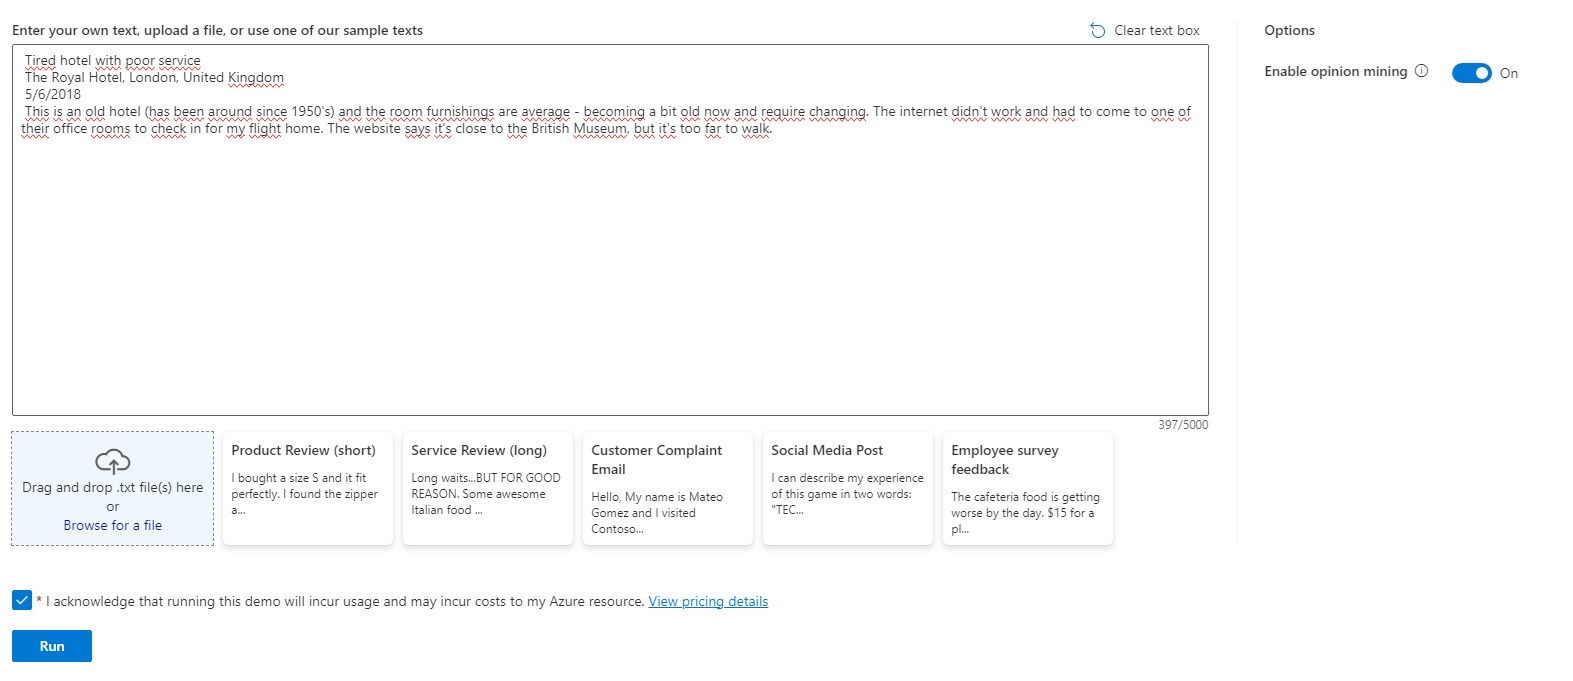 Enter your own text, upload a file, or use one of our sample texts
Clear text box
Tired hotel with poor service
The Royal Hotel, London, United Kingdom
5/6/2018
This is an old hotel (has been around since 1950's) and the room furnishings are average - becoming a bit old now and require changing. The internet didn't work and had to come to one of
their office rooms to check in for my flight home. The website says it's close to the British Museum, but it's too far to walk.
397/5000
Options
Enable opinion mining
On
Drag and drop .txt file(s) here
or
Browse for a file
Product Review (short)
I bought a size S and it fit
perfectly. I found the zipper
a...
Service Review (long)
Long waits...BUT FOR GOOD
REASON. Some awesome
Italian food ...
Customer Complaint
Email
Hello, My name is Mateo
Gomez and I visited
Contoso...
Social Media Post
I can describe my experience
of this game in two words:
"TEC...
Employee survey
feedback
The cafeteria food is getting
worse by the day. $15 for a
pl...
* I acknowledge that running this demo will incur usage and may incur costs to my Azure resource. View pricing details
Run